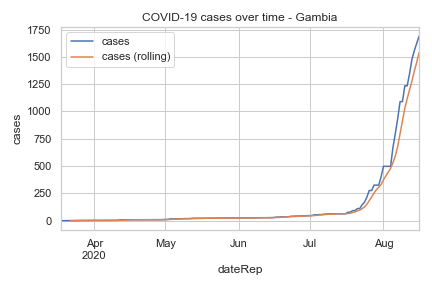 COVID-19 cases over time - Gambia
cases
cases (rolling)
1750
1500
1250
1000
750
500
250
0
cases
Apr
2020
May
Jun
Jul
Aug
dateRep